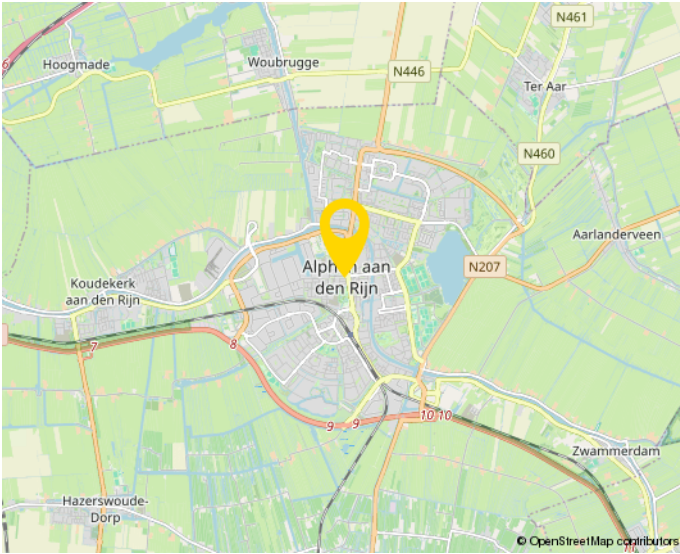 N461
6
Hoogmade
Woubrugge
N446
Ter Aar
N460
Aarlanderveen
Alphen aan
den Rijn
N207
Koudekerk
aan den Rijn
7
8
9
9
10
10
Zwammerdam
Hazerswoude-
Dorp
© OpenStreetMap contributors